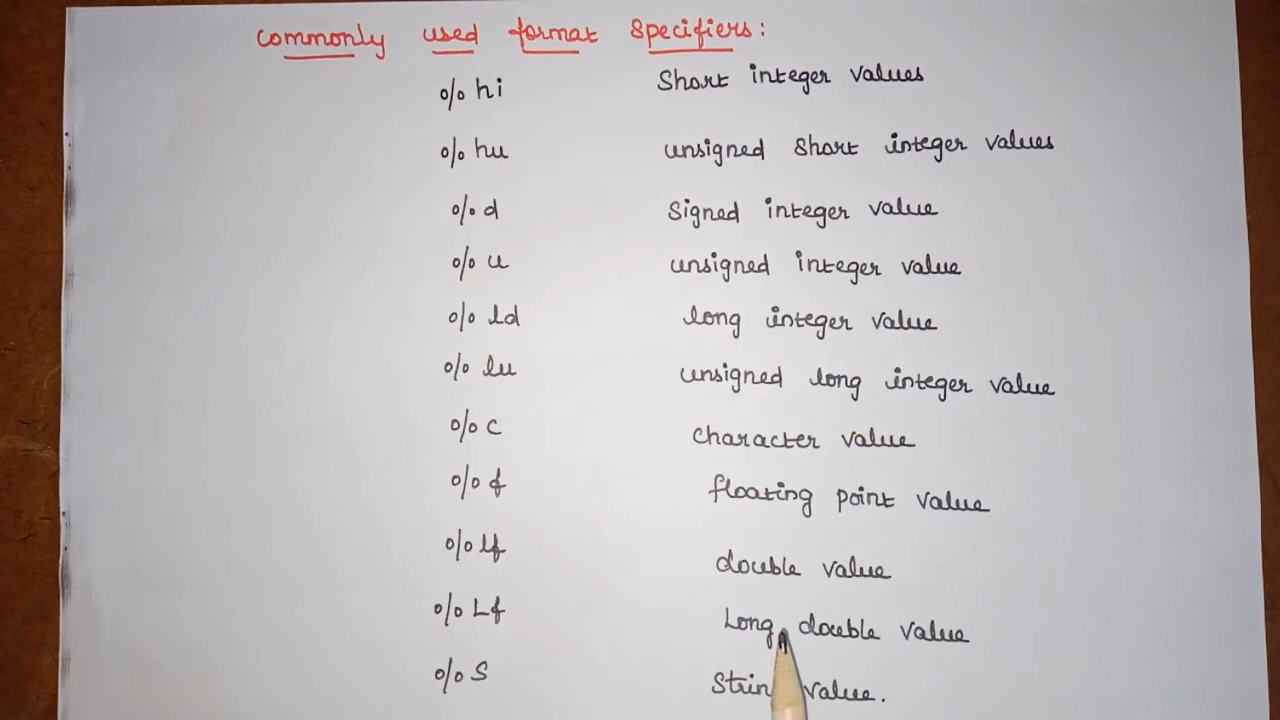 commonly used format specifiers:
%hi short integer values
%hu unsigned short integer values
%d signed integer value
%u unsigned integer value
%ld long integer value
%lu unsigned long integer value
%c character value
%f floating point value
%lf double value
%Lf Long double value
%s value.